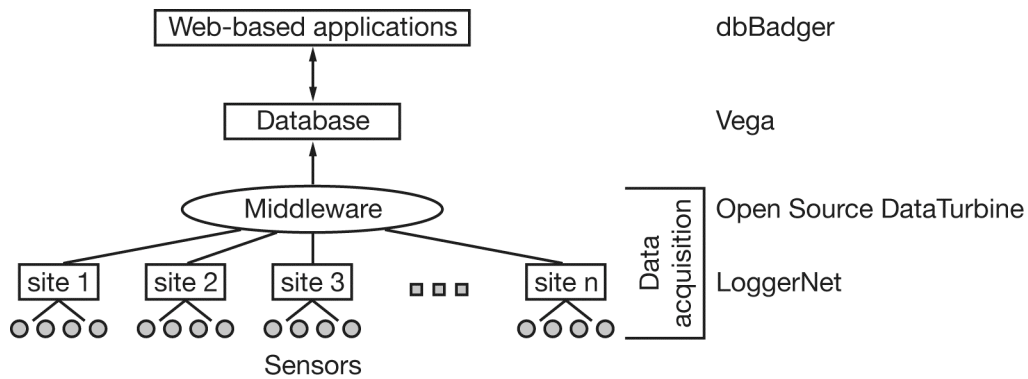 Web-based applications
dbBadger
Database
Vega
Middleware
Open Source DataTurbine
Data
acquisition
site 1
site 2
site 3
site n
LoggerNet
Sensors